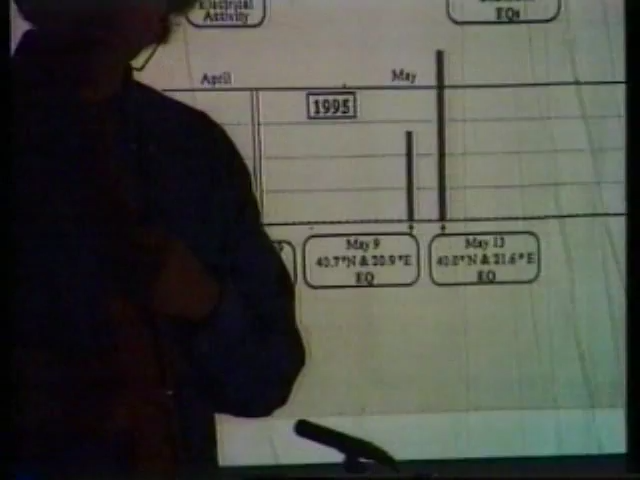 Electrical
Activity
EQs
April
May
1995
May 9
40.7°N & 20.9°E
EQ
May 13
40.0°N & 21.6°E
EQ